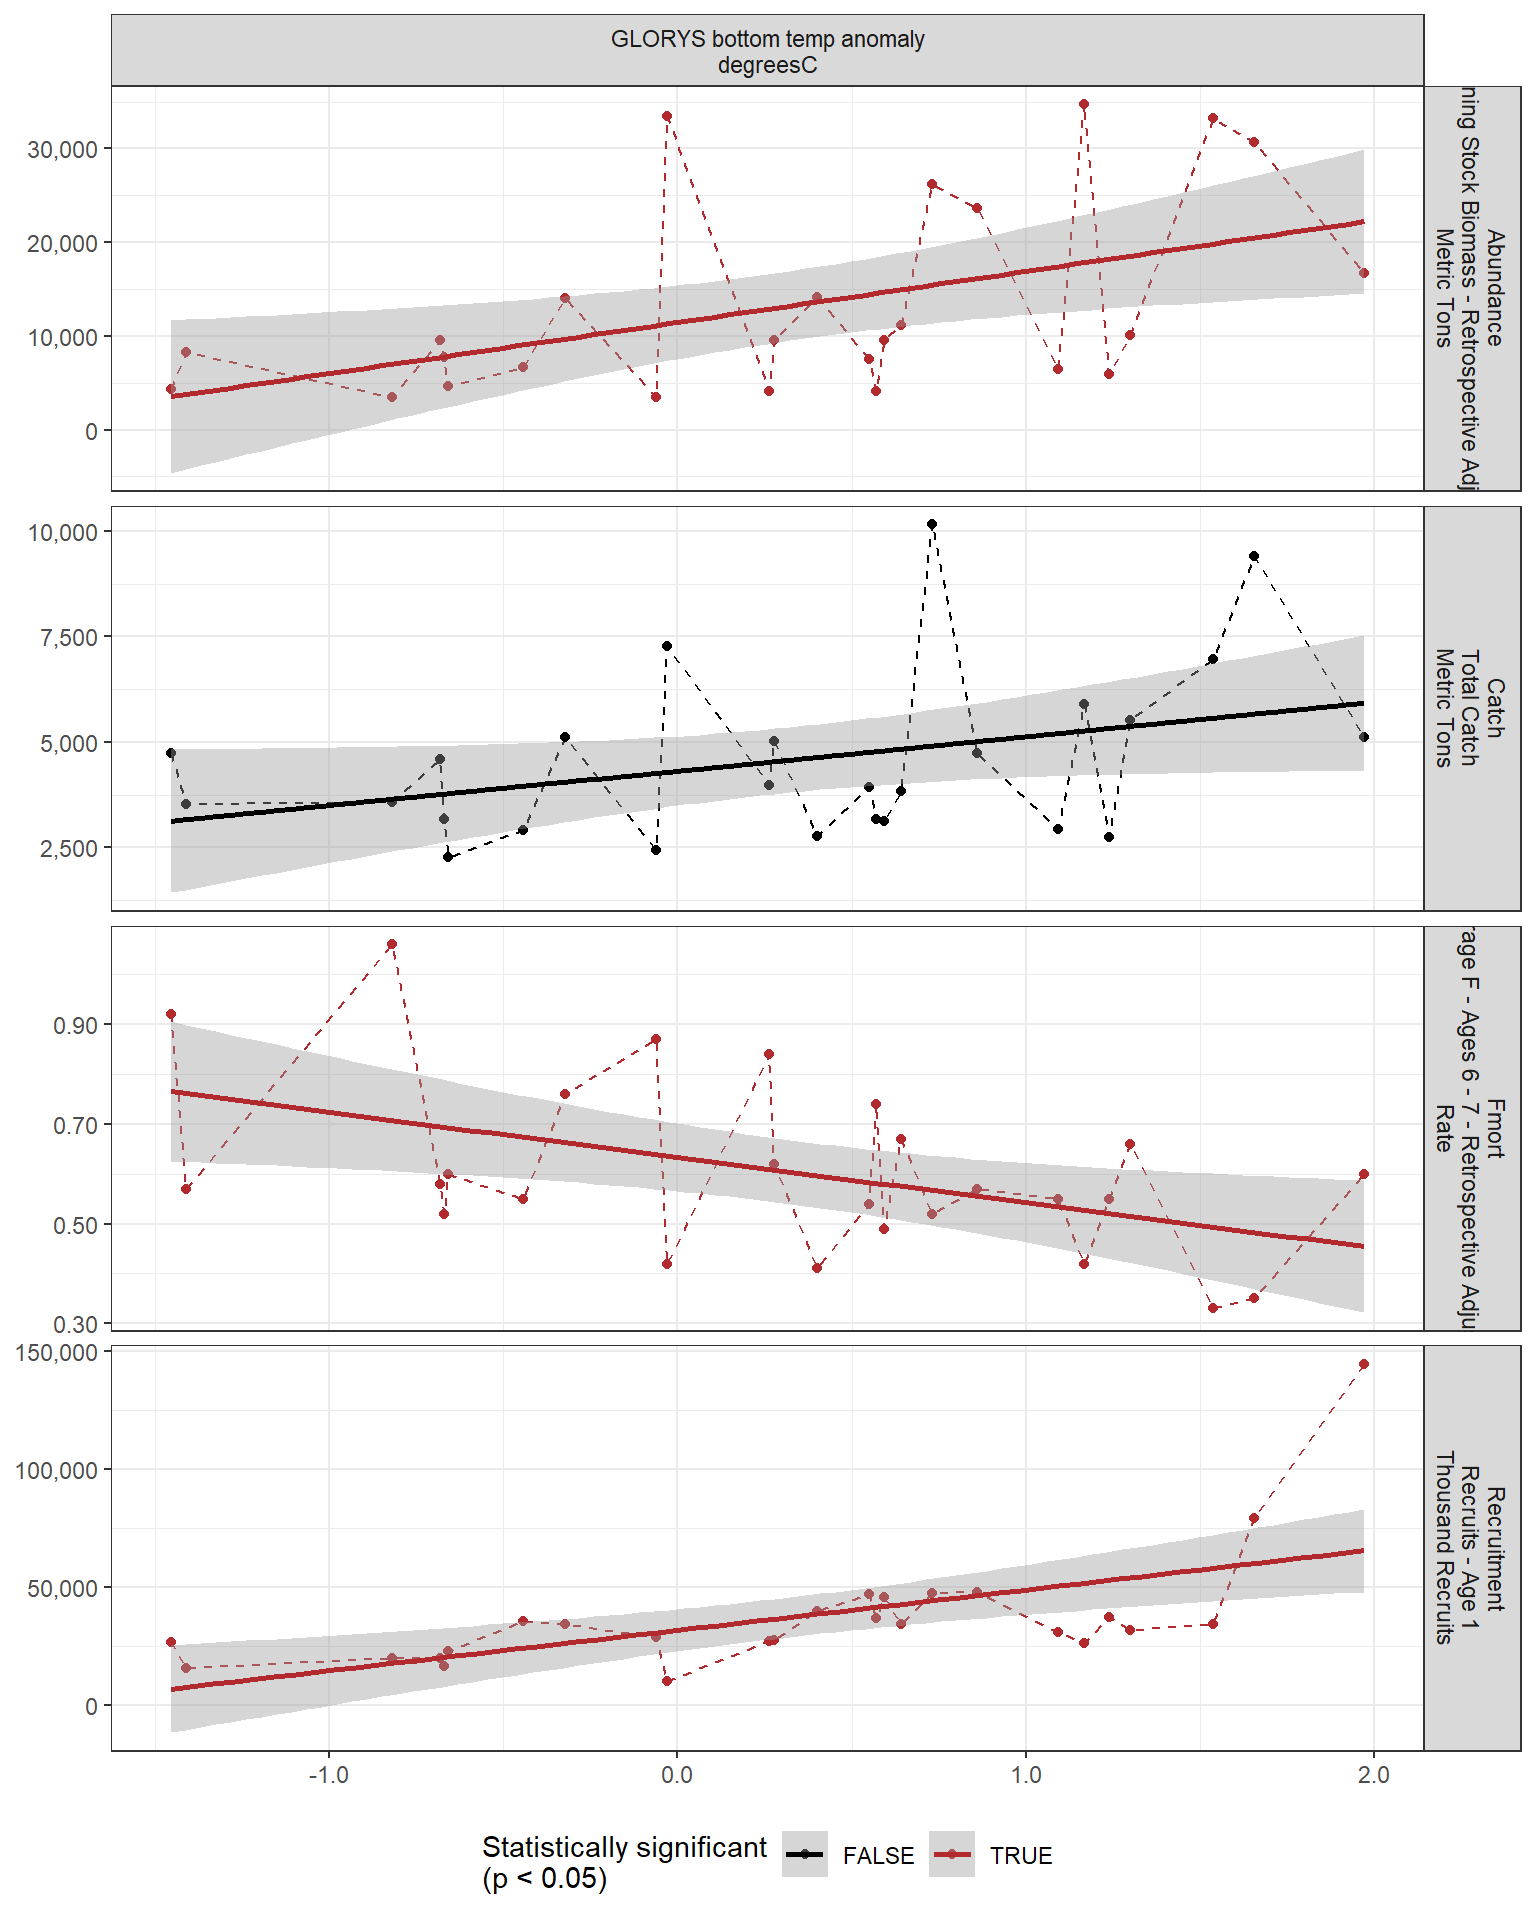 GLORYS bottom temp anomaly
degreesC
30,000
20,000
10,000
0
Abundance
ning Stock Biomass - Retrospective Adj
Metric Tons
10,000
7,500
5,000
2,500
Catch
Total Catch
Metric Tons
0.90
0.70
0.50
0.30
Fmort
rage F - Ages 6 - 7 - Retrospective Adju
Rate
150,000
100,000
50,000
0
Recruitment
Recruits - Age 1
Thousand Recruits
-1.0
0.0
1.0
2.0
Statistically significant
(p < 0.05)
FALSE
TRUE